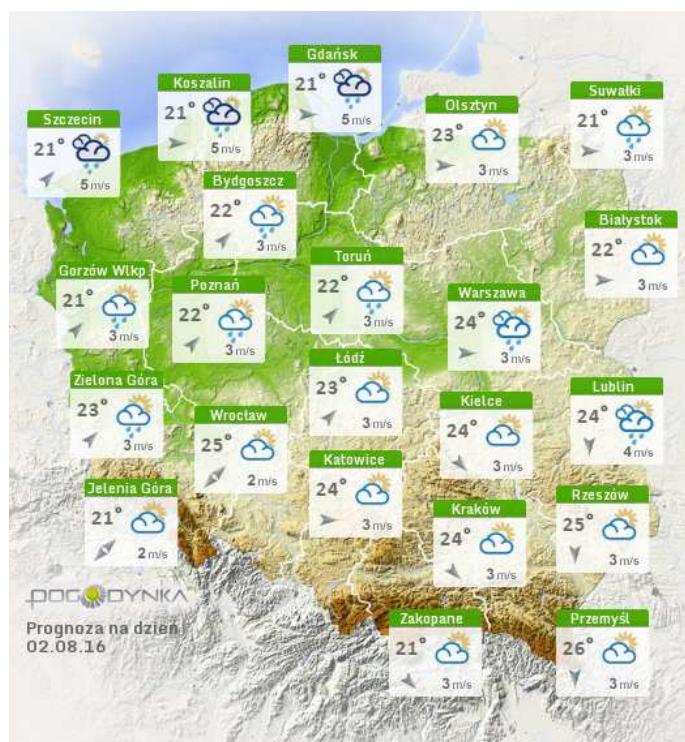 Gdańsk
21°
5 m/s
Koszalin
21°
5 m/s
Szczecin
21°
5 m/s
Olsztyn
23°
3 m/s
Suwałki
21°
3 m/s
Bydgoszcz
22°
3 m/s
Białystok
22°
3 m/s
Toruń
22°
3 m/s
Gorzów Wlkp
21°
3 m/s
Poznań
22°
3 m/s
Warszawa
24°
3 m/s
Łódź
23°
3 m/s
Zielona Góra
23°
3 m/s
Wrocław
25°
2 m/s
Kielce
24°
3 m/s
Lublin
24°
4 m/s
Katowice
24°
3 m/s
Jelenia Góra
21°
2 m/s
Kraków
24°
3 m/s
Rzeszów
25°
3 m/s
POGODYNKA
Prognoza na dzień
02.08.16
Zakopane
21°
3 m/s
Przemyśl
26°
3 m/s